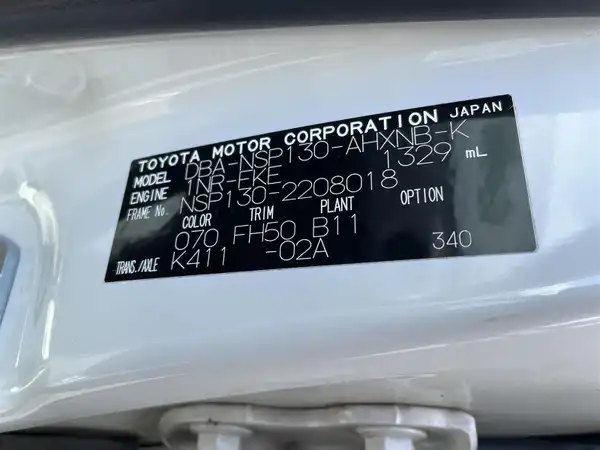 TOYOTA MOTOR CORPORATION JAPAN
MODEL DBA-NSP130-AHXNB-K
ENGINE 1NR-FKE 1329 mL
FRAME No. NSP130-2208018
COLOR TRIM PLANT OPTION
070 FH50 B11
TRANS./AXLE K411 -02A 340